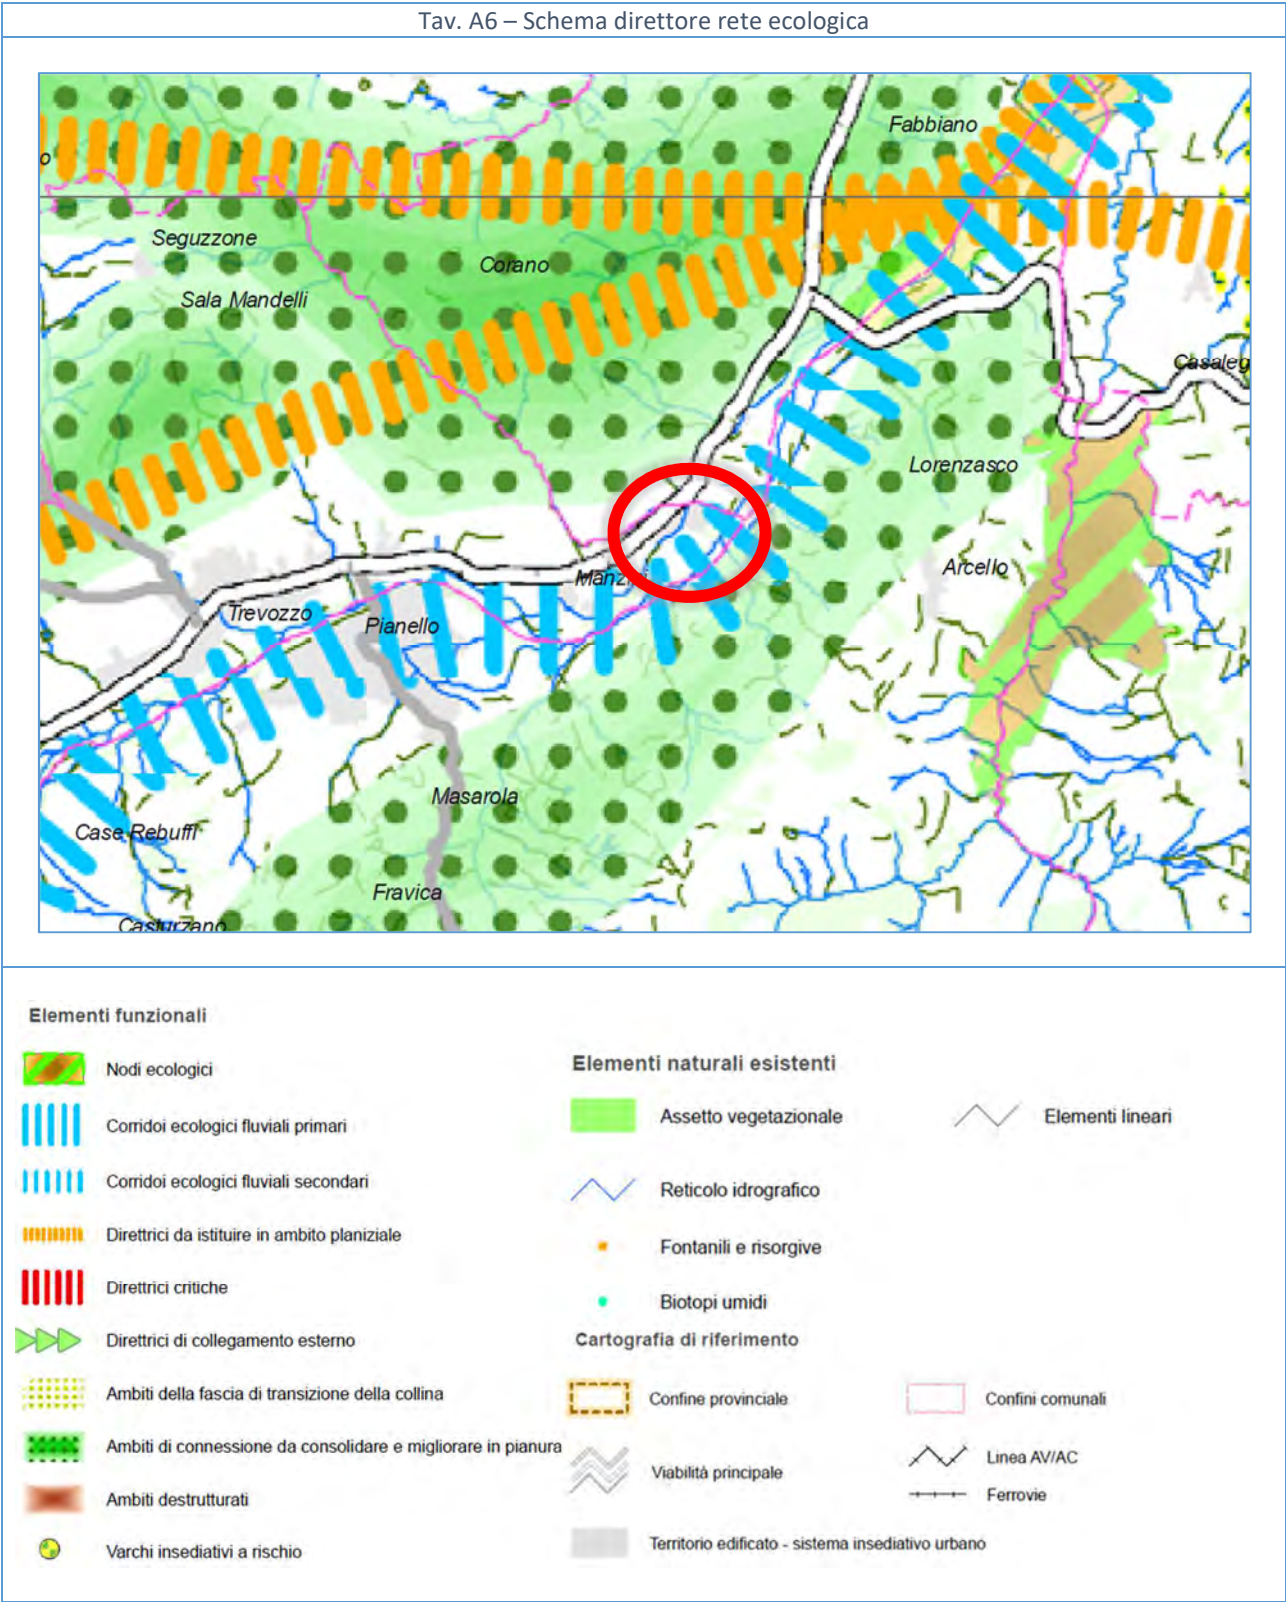 Tav. A6 – Schema direttore rete ecologica
Fabbiano
Seguzzone
Corano
Sala Mandelli
Lorenzasco
Arcello
Trevozzo
Pianello
Masarola
Case Rebuffi
Fravica
Casturzano
Elementi funzionali
Nodi ecologici
Corridoi ecologici fluviali primari
Corridoi ecologici fluviali secondari
Direttrici da istituire in ambito planiziale
Direttrici critiche
Direttrici di collegamento esterno
Ambiti della fascia di transizione della collina
Ambiti di connessione da consolidare e migliorare in pianura
Ambiti destrutturati
Varchi insediativi a rischio
Elementi naturali esistenti
Assetto vegetazionale
Elementi lineari
Reticolo idrografico
Fontanili e risorgive
Biotopi umidi
Cartografia di riferimento
Confine provinciale
Confini comunali
Viabilità principale
Linea AV/AC
Ferrovie
Territorio edificato - sistema insediativo urbano